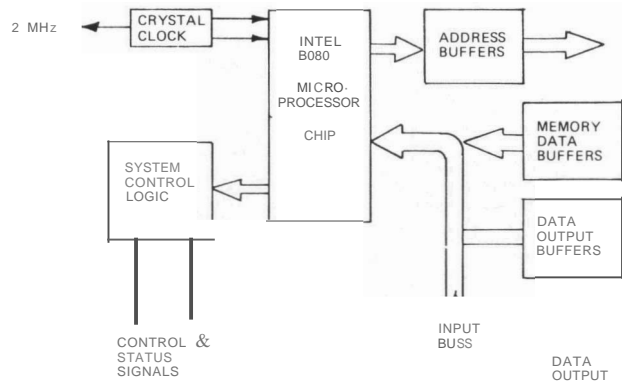 2 MHz
CRYSTAL
CLOCK
INTEL
B080
MICRO-
PROCESSOR
CHIP
ADDRESS
BUFFERS
MEMORY
DATA
BUFFERS
SYSTEM
CONTROL
LOGIC
DATA
OUTPUT
BUFFERS
CONTROL &
STATUS
SIGNALS
INPUT
BUSS
DATA
OUTPUT